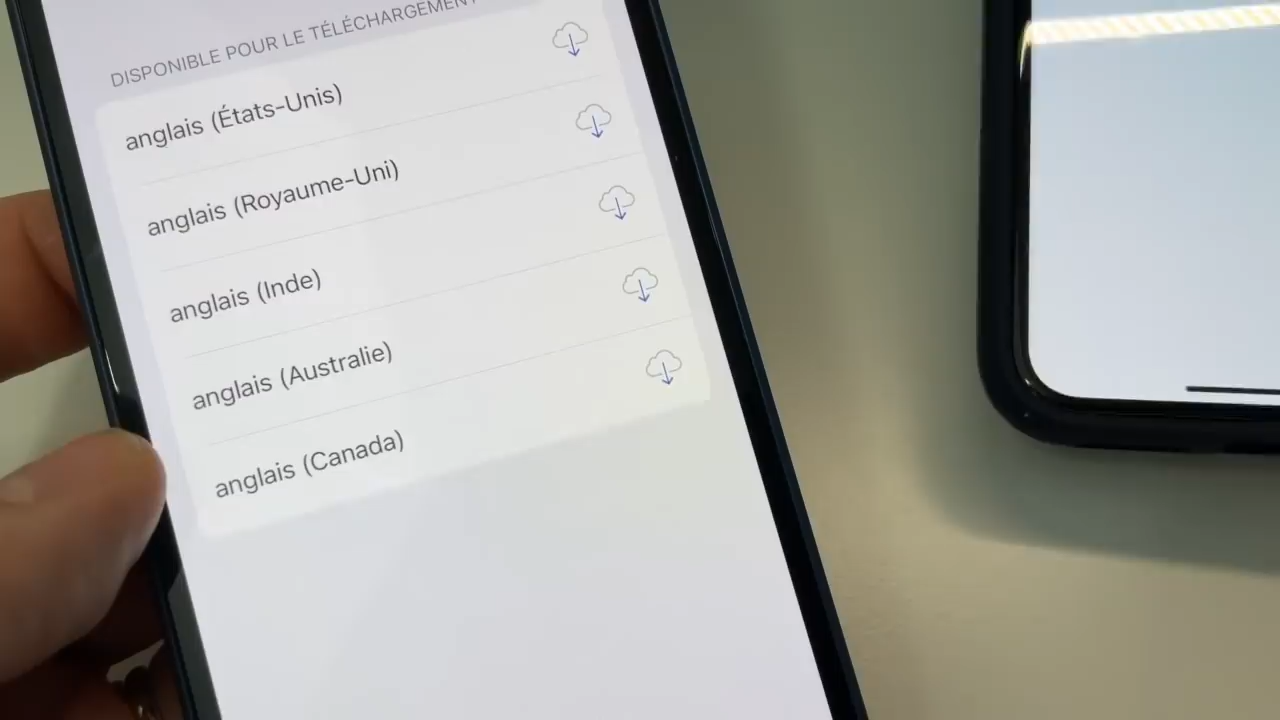 DISPONIBLE POUR LE TÉLÉCHARGEMENT
anglais (États-Unis)
anglais (Royaume-Uni)
anglais (Inde)
anglais (Australie)
anglais (Canada)